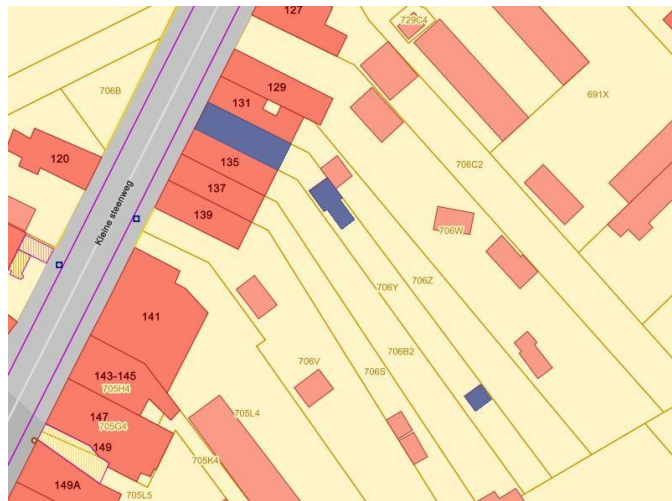 127
729C4
129
706B
131
691X
120
135
706C2
137
Kleine steenweg
139
706W
706Z
706Y
141
706B2
706V
706S
143-145
705H4
147
705L4
705G4
149
705K4
149A
705L5